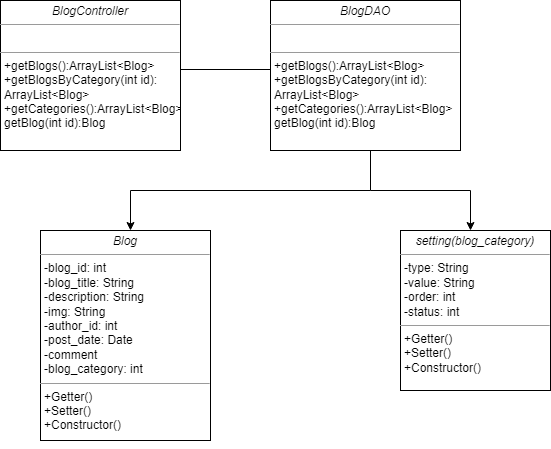 BlogController
+getBlogs():ArrayList<Blog>
+getBlogsByCategory(int id):
ArrayList<Blog>
+getCategories():ArrayList<Blog>
getBlog(int id):Blog
BlogDAO
+getBlogs():ArrayList<Blog>
+getBlogsByCategory(int id):
ArrayList<Blog>
+getCategories():ArrayList<Blog>
getBlog(int id):Blog
Blog
-blog_id: int
-blog_title: String
-description: String
-img: String
-author_id: int
-post_date: Date
-comment
-blog_category: int
+Getter()
+Setter()
+Constructor()
setting(blog_category)
-type: String
-value: String
-order: int
-status: int
+Getter()
+Setter()
+Constructor()